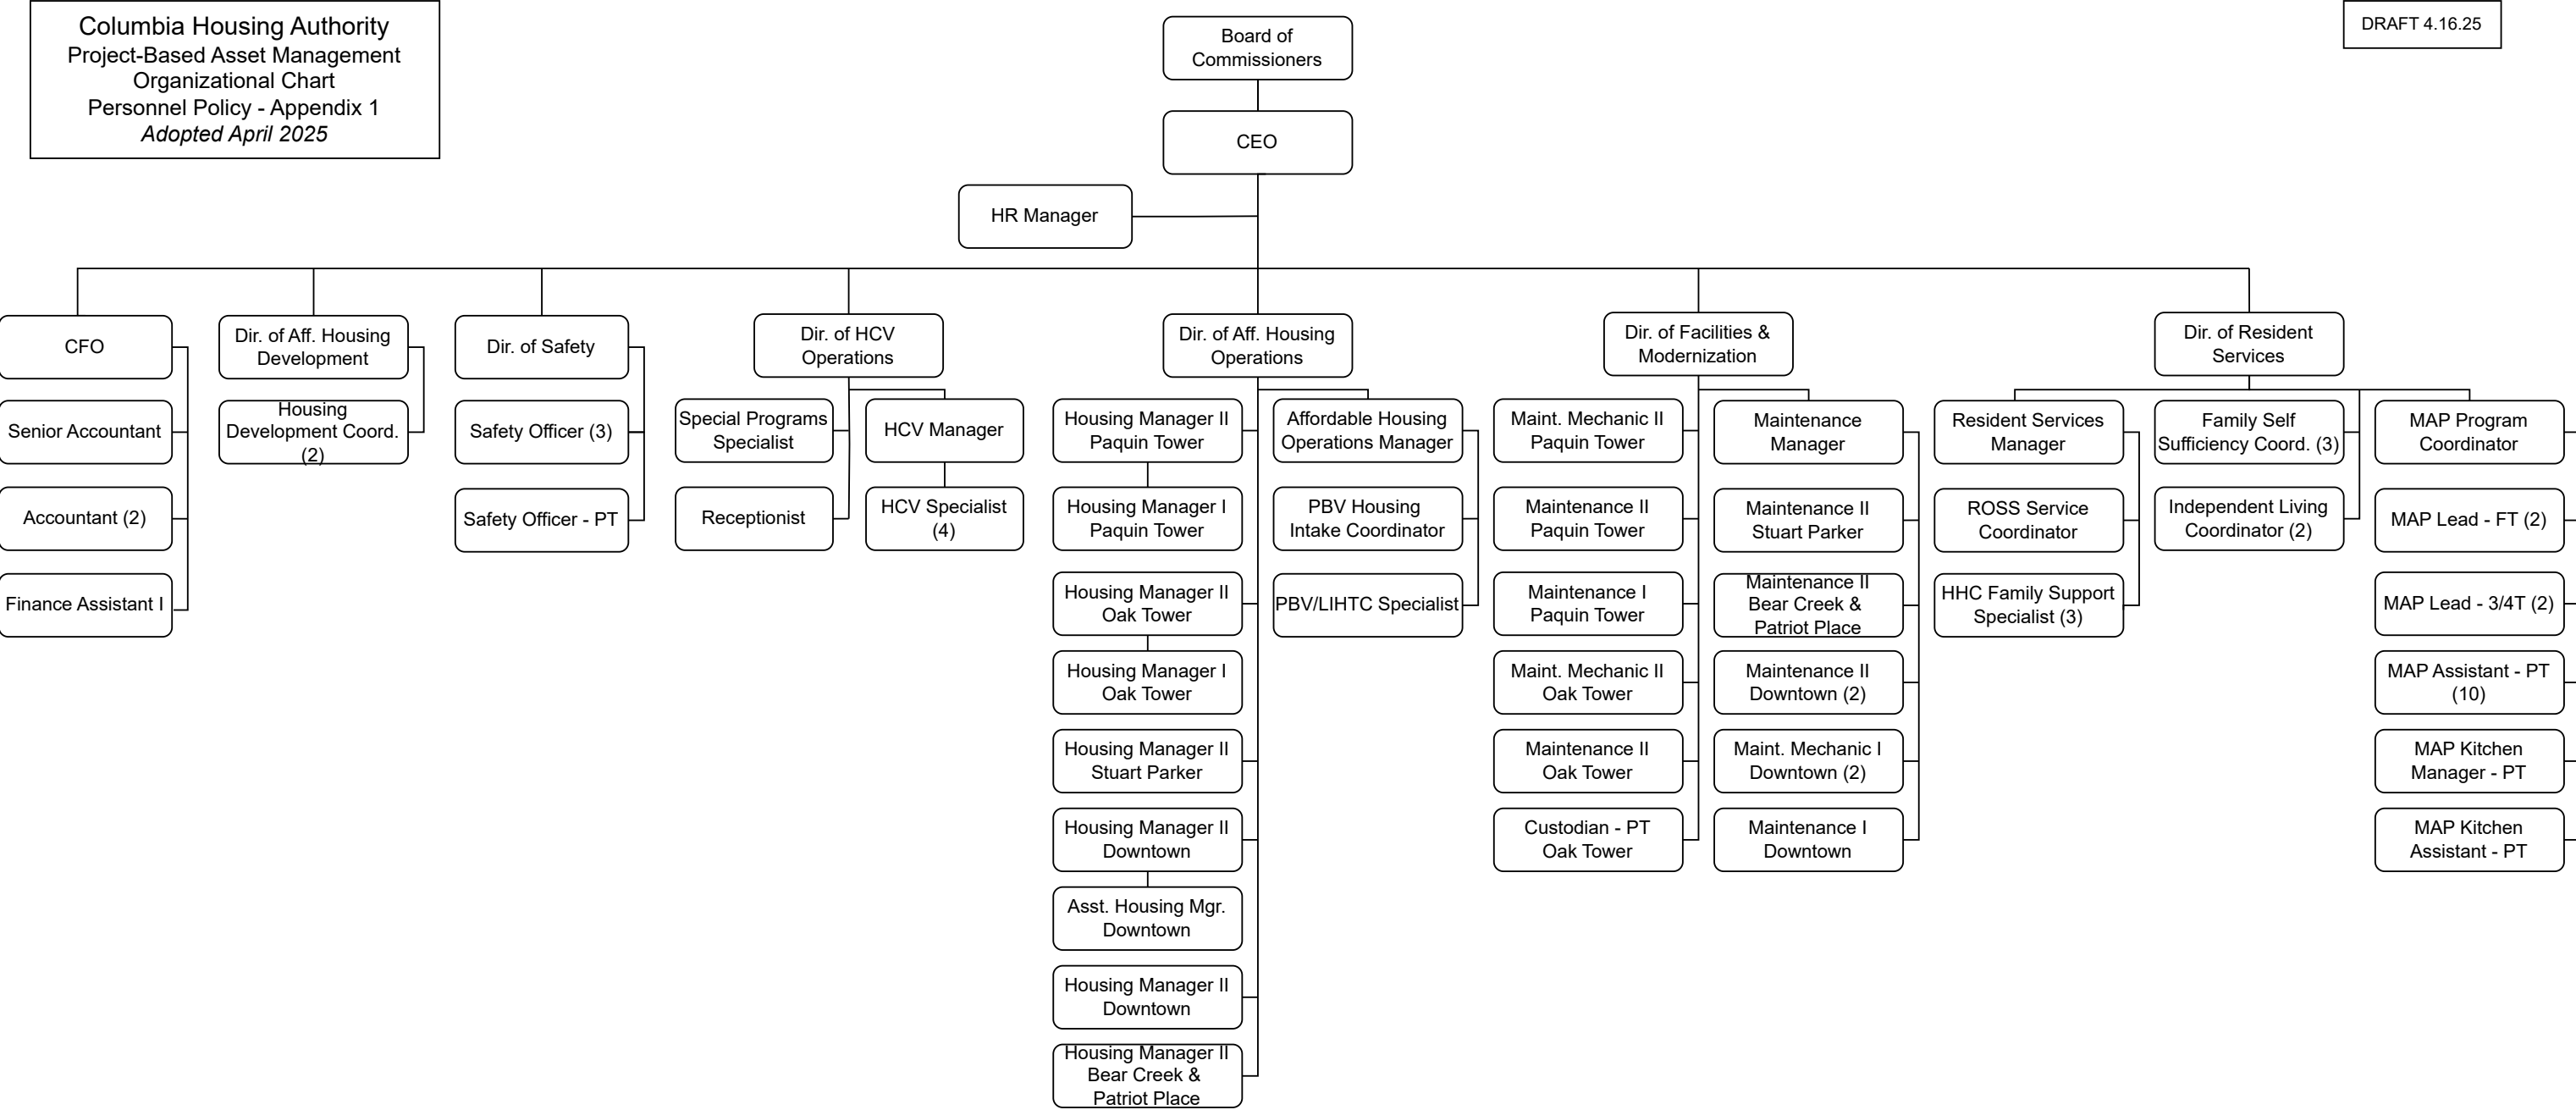 Columbia Housing Authority
Project-Based Asset Management
Organizational Chart
Personnel Policy - Appendix 1
Adopted April 2025
DRAFT 4.16.25
Board of
Commissioners
CEO
HR Manager
CFO
Senior Accountant
Accountant (2)
Finance Assistant I
Dir. of Aff. Housing
Development
Housing
Development Coord.
(2)
Dir. of Safety
Safety Officer (3)
Safety Officer - PT
Dir. of HCV
Operations
Special Programs
Specialist
Receptionist
HCV Manager
HCV Specialist
(4)
Dir. of Aff. Housing
Operations
Housing Manager II
Paquin Tower
Housing Manager I
Paquin Tower
Housing Manager II
Oak Tower
Housing Manager I
Oak Tower
Housing Manager II
Stuart Parker
Housing Manager II
Downtown
Asst. Housing Mgr.
Downtown
Housing Manager II
Downtown
Housing Manager II
Bear Creek &
Patriot Place
Affordable Housing
Operations Manager
PBV Housing
Intake Coordinator
PBV/LIHTC Specialist
Dir. of Facilities &
Modernization
Maint. Mechanic II
Paquin Tower
Maintenance II
Paquin Tower
Maintenance I
Paquin Tower
Maint. Mechanic II
Oak Tower
Maintenance II
Oak Tower
Custodian - PT
Oak Tower
Maintenance
Manager
Maintenance II
Stuart Parker
Maintenance II
Bear Creek &
Patriot Place
Maintenance II
Downtown (2)
Maint. Mechanic I
Downtown (2)
Maintenance I
Downtown
Dir. of Resident
Services
Resident Services
Manager
ROSS Service
Coordinator
HHC Family Support
Specialist (3)
Family Self
Sufficiency Coord. (3)
Independent Living
Coordinator (2)
MAP Program
Coordinator
MAP Lead - FT (2)
MAP Lead - 3/4T (2)
MAP Assistant - PT
(10)
MAP Kitchen
Manager - PT
MAP Kitchen
Assistant - PT